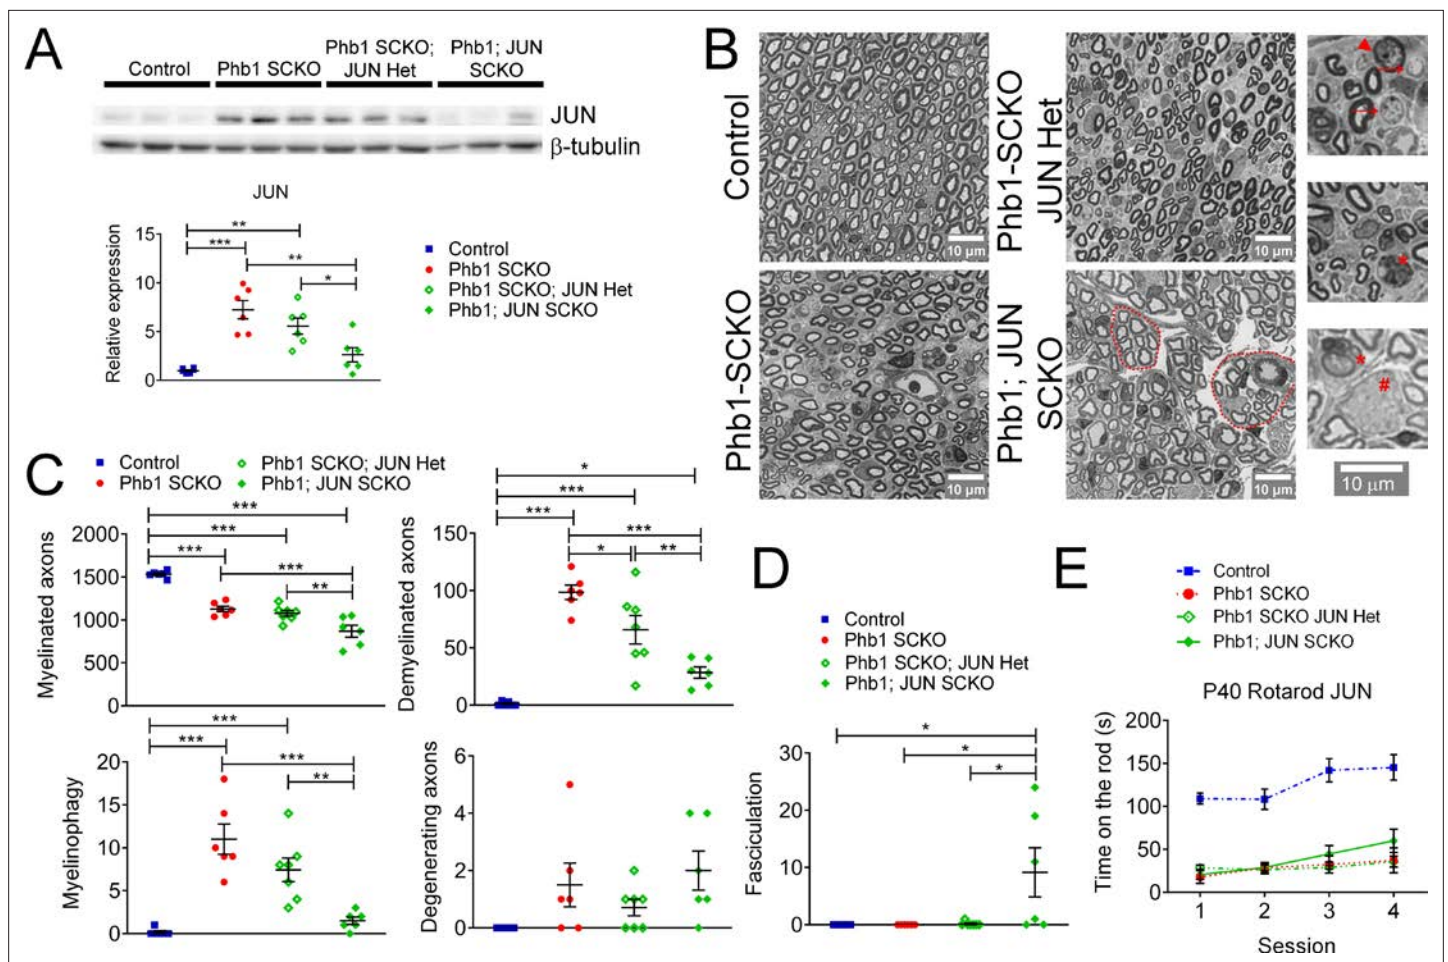 A
Control
Phb1 SCKO
Phb1 SCKO;
JUN Het
Phb1; JUN
SCKO
JUN
β-tubulin
JUN
Relative expression
15
10
5
0
**
***
**
*
Control
Phb1 SCKO
Phb1 SCKO; JUN Het
Phb1; JUN SCKO
B
Control
10 µm
Phb1-SCKO
JUN Het
10 µm
Phb1-SCKO
10 µm
Phb1; JUN
SCKO
10 µm
*
*
#
10 µm
C
Control
Phb1 SCKO
Phb1 SCKO; JUN Het
Phb1; JUN SCKO
Myelinated axons
2000
1500
1000
500
0
***
***
***
***
**
Demyelinated axons
150
100
50
0
*
***
***
***
*
**
Myelinophagy
20
15
10
5
0
***
***
***
**
Degenerating axons
6
4
2
0
D
Control
Phb1 SCKO
Phb1 SCKO; JUN Het
Phb1; JUN SCKO
Fasciculation
30
20
10
0
*
*
*
E
Control
Phb1 SCKO
Phb1 SCKO JUN Het
Phb1; JUN SCKO
P40 Rotarod JUN
Time on the rod (s)
200
150
100
50
0
1 2 3 4
Session